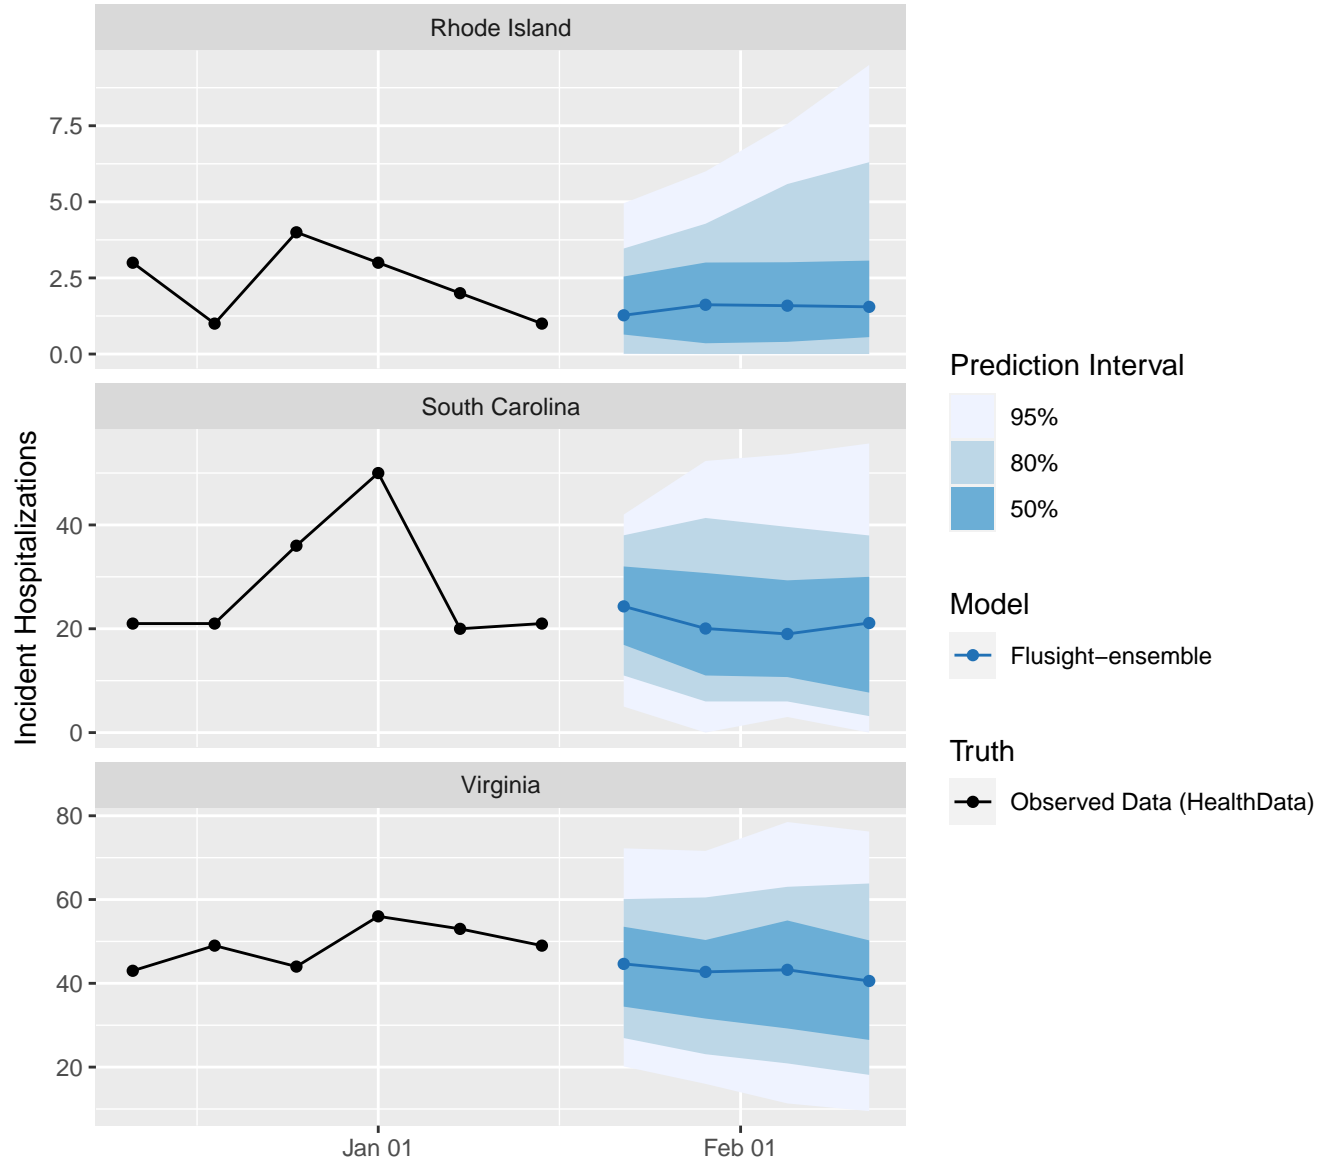 Rhode Island
7.5
5.0
2.5
0.0
South Carolina
40
20
0
Virginia
80
60
40
20
Jan 01
Feb 01
Incident Hospitalizations
Prediction Interval
95%
80%
50%
Model
Flusight−ensemble
Truth
Observed Data (HealthData)